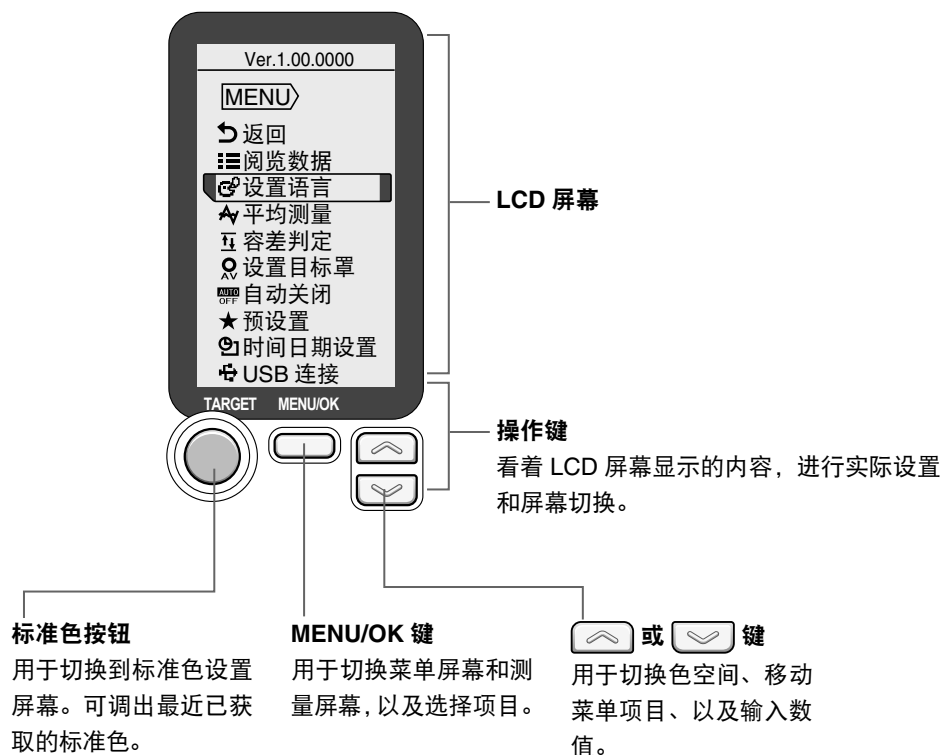 Ver.1.00.0000
MENU
返回
阅览数据
设置语言
平均测量
容差判定
设置目标罩
AUTO OFF 自动关闭
预设置
时间日期设置
USB 连接
LCD 屏幕
TARGET MENU/OK
操作键
看着 LCD 屏幕显示的内容，进行实际设置
和屏幕切换。
标准色按钮
用于切换到标准色设置
屏幕。可调出最近已获
取的标准色。
MENU/OK 键
用于切换菜单屏幕和测
量屏幕，以及选择项目。
或 键
用于切换色空间、移动
菜单项目、以及输入数
值。